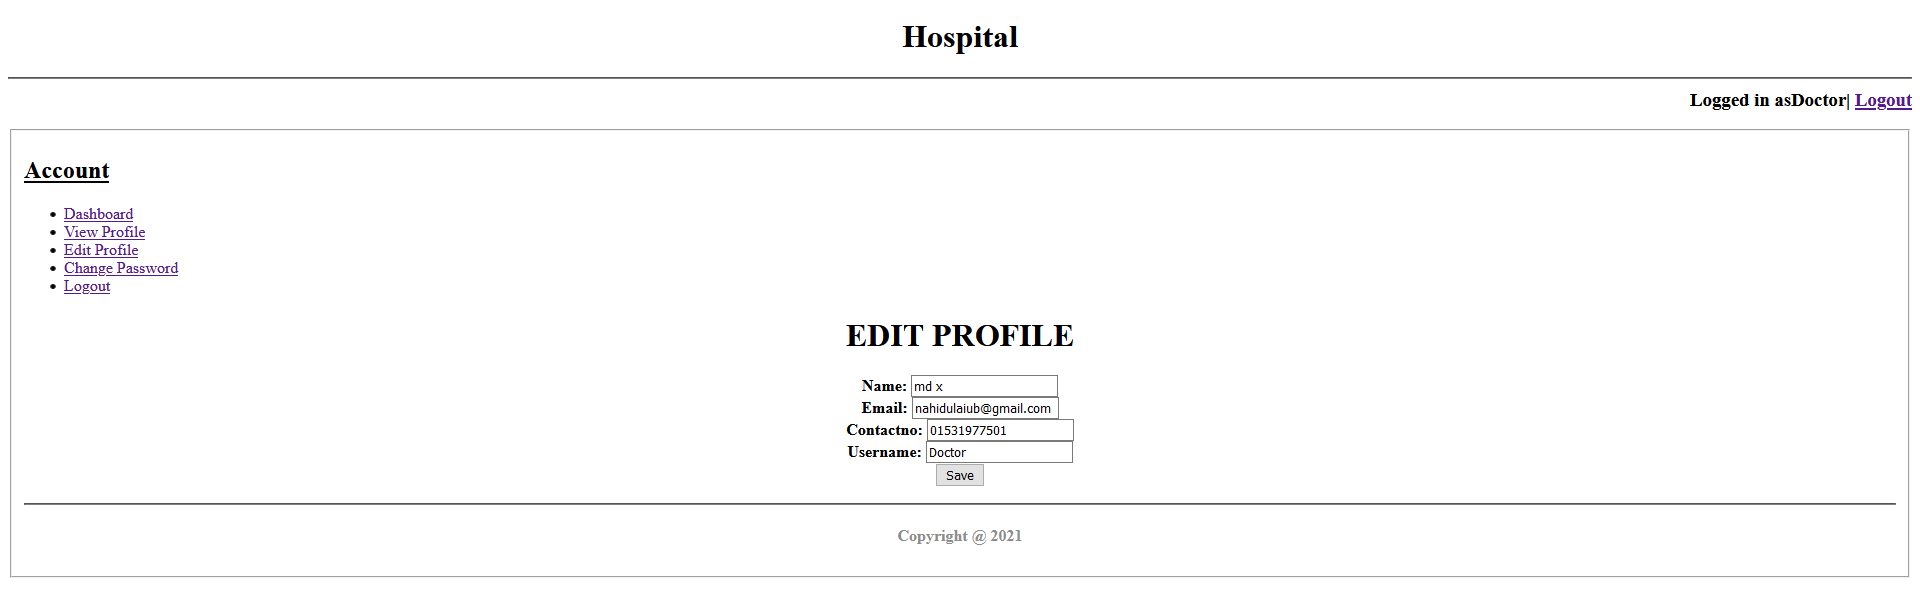 Hospital
Logged in asDoctor| Logout
Account
Dashboard
View Profile
Edit Profile
Change Password
Logout
EDIT PROFILE
Name: md x
Email: nahidulaiub@gmail.com
Contactno: 01531977501
Username: Doctor
Save
Copyright @ 2021